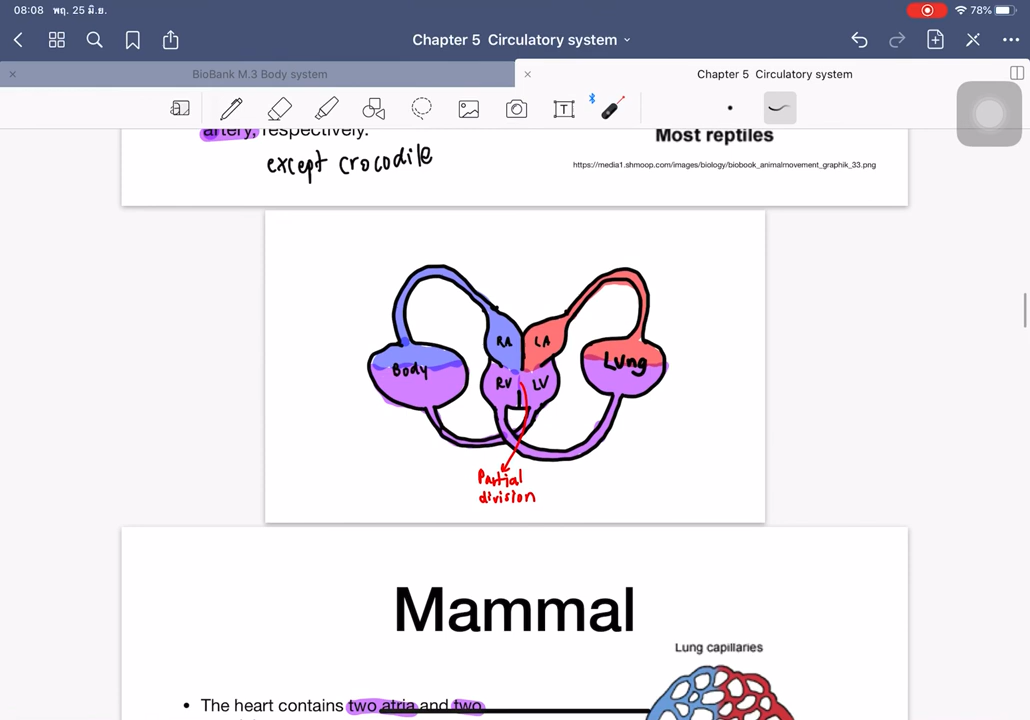 08:08 พฤ. 25 มิ.ย.
78%
Chapter 5 Circulatory system
BioBank M.3 Body system
Chapter 5 Circulatory system
T
artery, respectively.
except crocodile
Most reptiles
https://media1.shmoop.com/images/biology/biobook_animalmovement_graphik_33.png
RA
LA
Body
RV
LV
Lung
Partial
division
Mammal
Lung capillaries
• The heart contains two atria and two